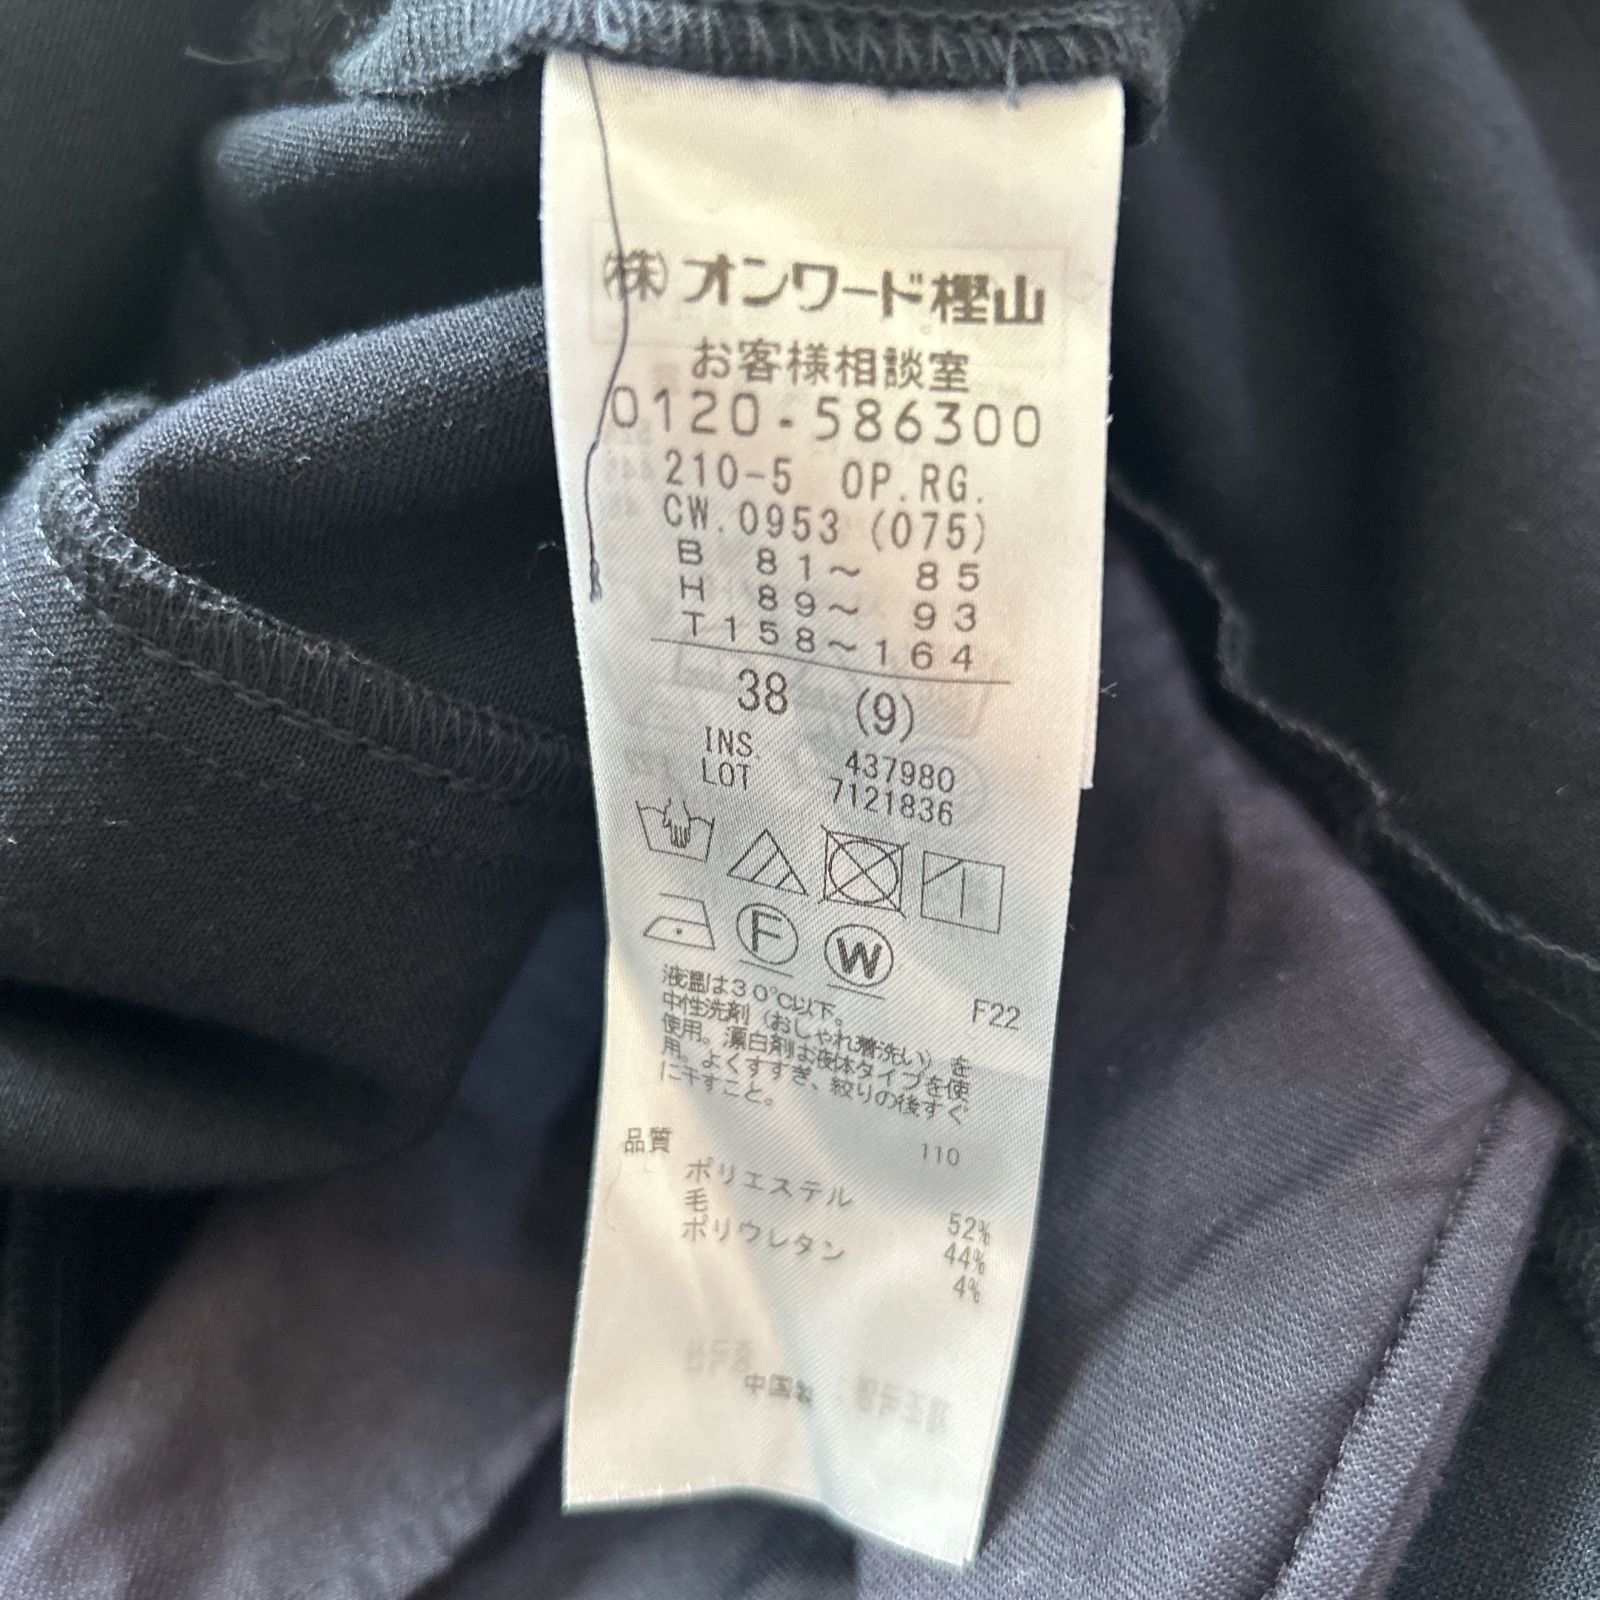 ㈱オンワード樫山
お客様相談室
0120-586300
210-5 OP.RG.
CW.0953 (075)
B 81～ 85
H 89～ 93
T158～164
38 (9)
INS. 437980
LOT 7121836
F
W
F22
液温は30℃以下。
中性洗剤（おしゃれ着洗い）を
使用。漂白剤は液体タイプを使
用。よくすすぎ、絞りの後すぐ
に干すこと。
品質 110
ポリエステル 52%
毛 44%
ポリウレタン 4%
中国製